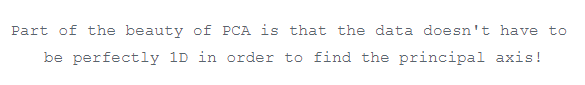 Part of the beauty of PCA is that the data doesn't have to
be perfectly 1D in order to find the principal axis!